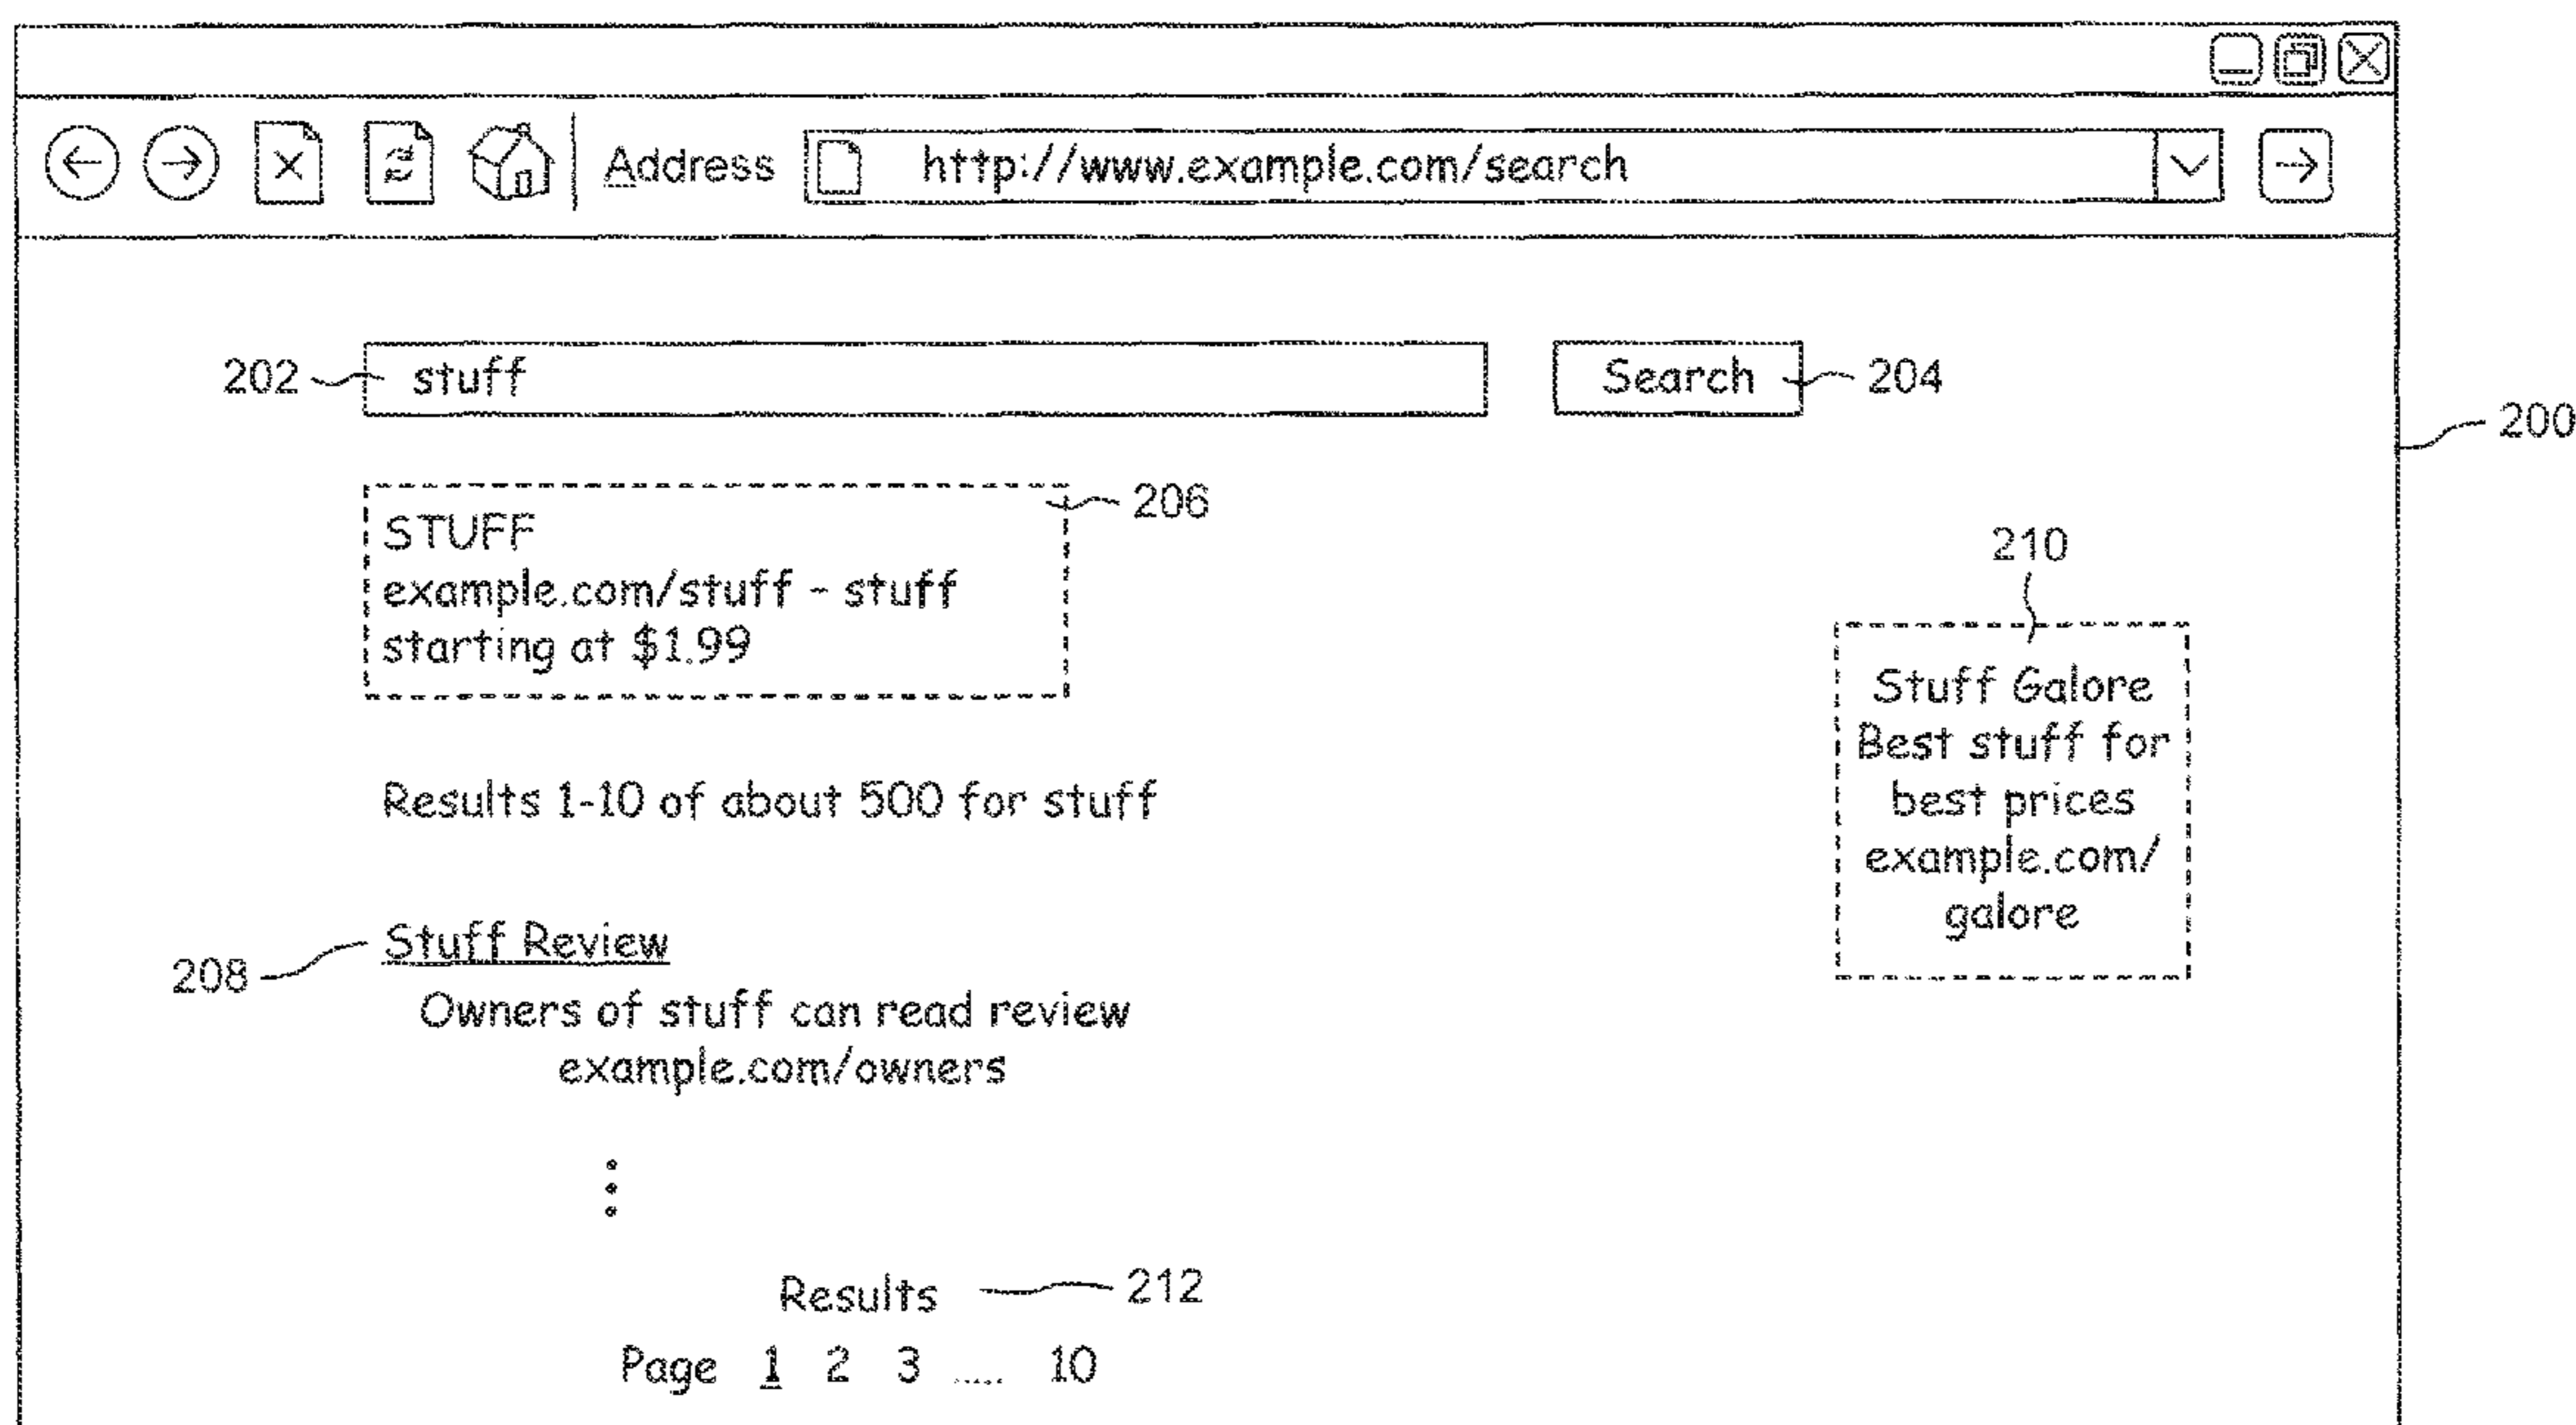 Address http://www.example.com/search
202 stuff Search 204
200
206
STUFF
example.com/stuff - stuff
starting at $1.99
210
Stuff Galore
Best stuff for
best prices
example.com/
galore
Results 1-10 of about 500 for stuff
208 Stuff Review
Owners of stuff can read review
example.com/owners
Results 212
Page 1 2 3 ..... 10